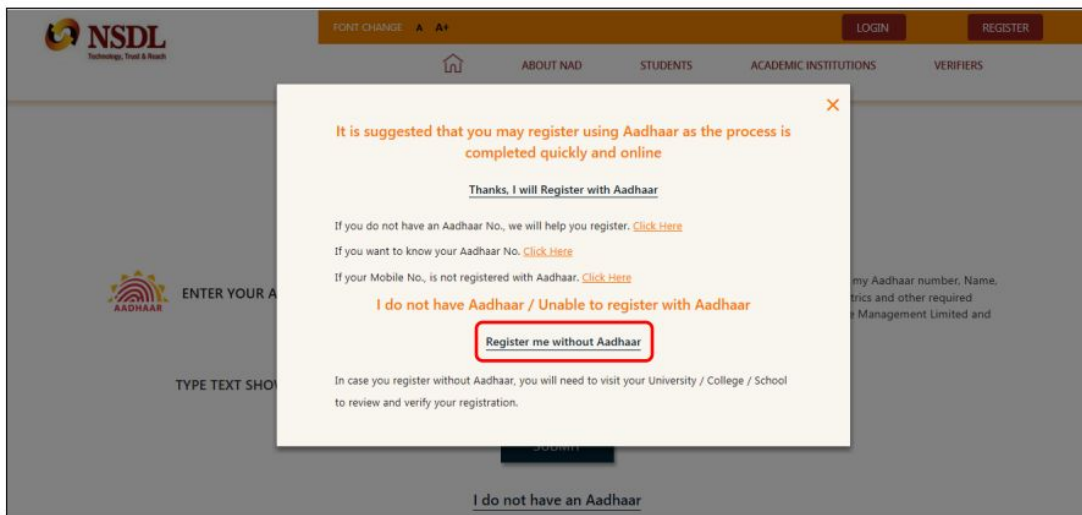 NSDL
Technology, Trust & Reach
FONT CHANGE A A+
LOGIN
REGISTER
ABOUT NAD
STUDENTS
ACADEMIC INSTITUTIONS
VERIFIERS
It is suggested that you may register using Aadhaar as the process is
completed quickly and online
Thanks, I will Register with Aadhaar
If you do not have an Aadhaar No., we will help you register. Click Here
If you want to know your Aadhaar No. Click Here
If your Mobile No., is not registered with Aadhaar. Click Here
I do not have Aadhaar / Unable to register with Aadhaar
Register me without Aadhaar
In case you register without Aadhaar, you will need to visit your University / College / School
to review and verify your registration.
AADHAAR
ENTER YOUR A
my Aadhaar number, Name,
trics and other required
Management Limited and
TYPE TEXT SHOW
SUBMIT
I do not have an Aadhaar